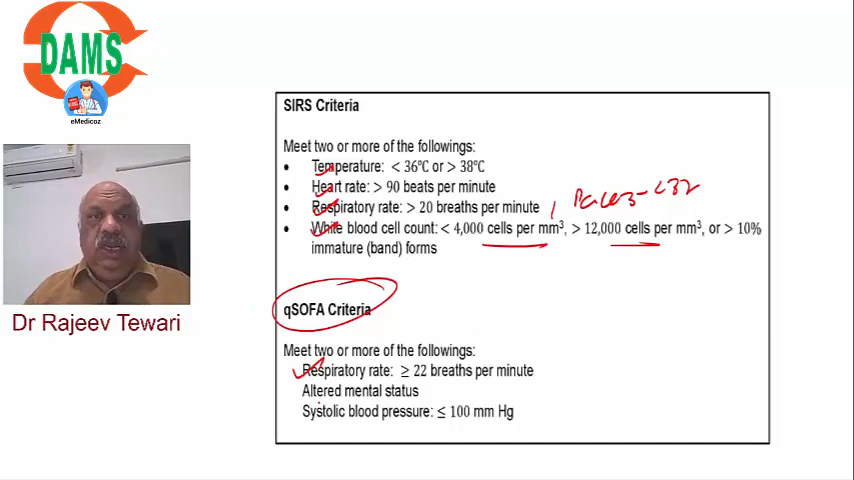 DAMS
eMedicoz
SIRS Criteria
Meet two or more of the followings:
• Temperature: < 36°C or > 38°C
• Heart rate: > 90 beats per minute
• Respiratory rate: > 20 breaths per minute
• White blood cell count: < 4,000 cells per mm³, > 12,000 cells per mm³, or > 10%
immature (band) forms
qSOFA Criteria
Meet two or more of the followings:
Respiratory rate: ≥ 22 breaths per minute
Altered mental status
Systolic blood pressure: ≤ 100 mm Hg
Dr Rajeev Tewari